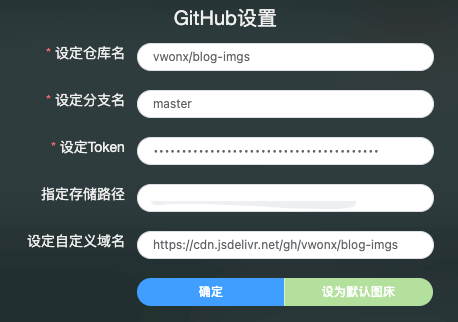 GitHub设置
* 设定仓库名 vwonx/blog-imgs
* 设定分支名 master
* 设定Token ••••••••••••••••••••••••••••••••••••••••
指定存储路径
设定自定义域名 https://cdn.jsdelivr.net/gh/vwonx/blog-imgs
确定 设为默认图床